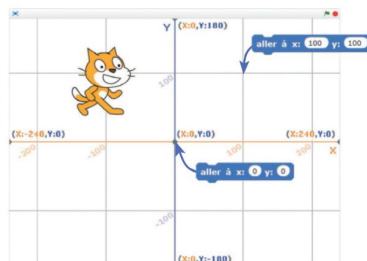 Y (X:0,Y:180)
aller à x: 100 y: 100
100
(X:-240,Y:0) (X:0,Y:0) (X:240,Y:0)
-200 -100 100 200 X
aller à x: 0 y: 0
-100
(X:0,Y:-180)